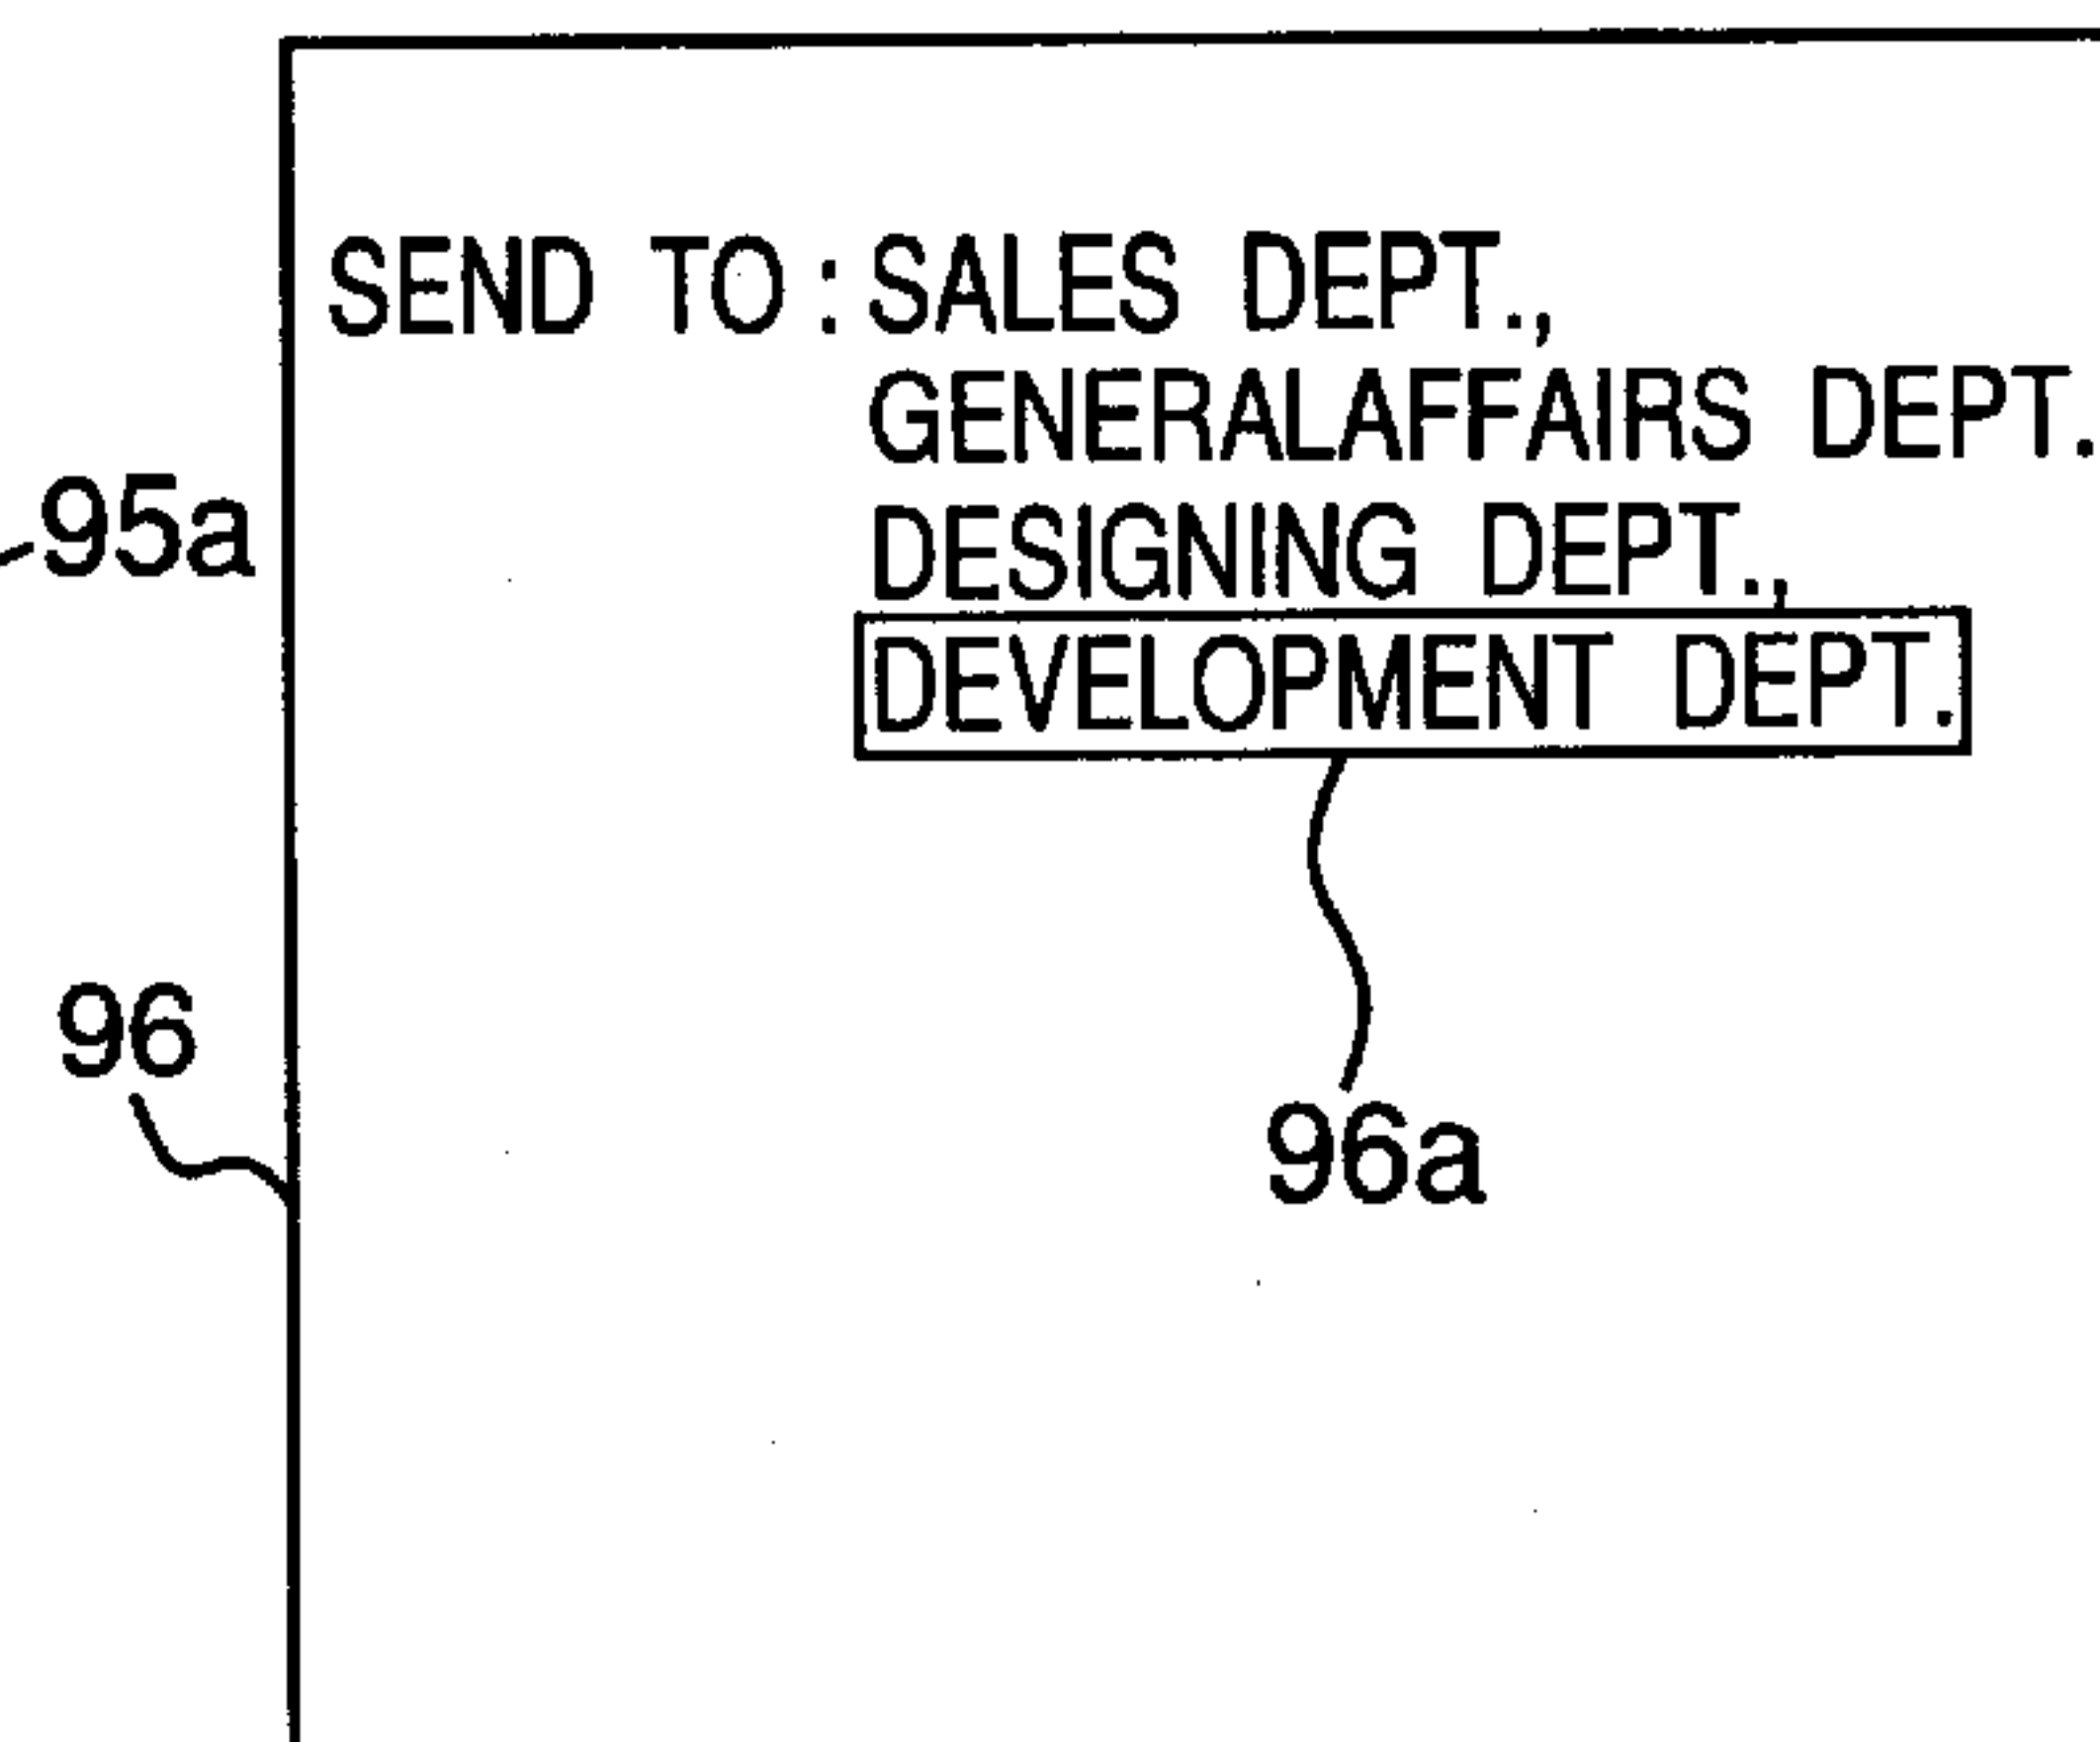 SEND TO : SALES DEPT.,
GENERALAFFAIRS DEPT.
DESIGNING DEPT.,
DEVELOPMENT DEPT.
95a
96
96a